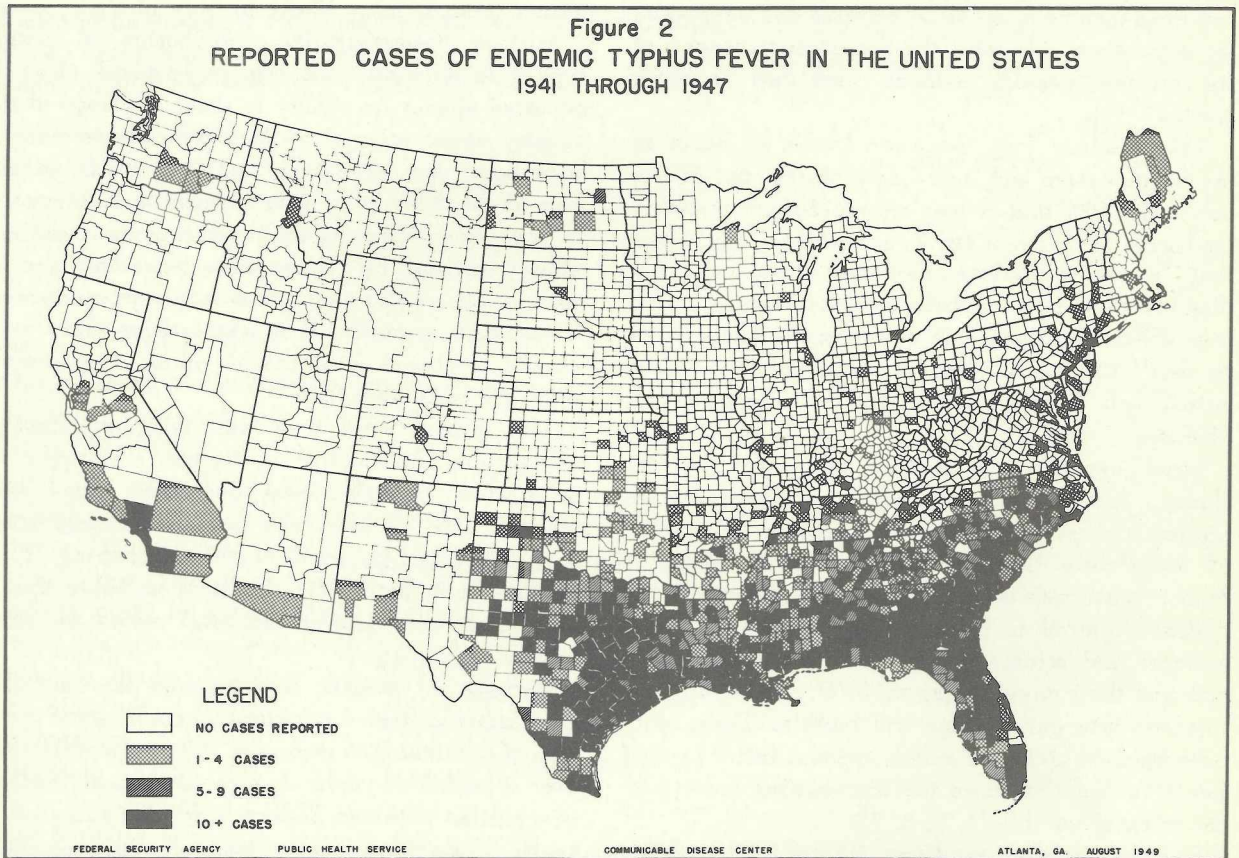 Figure 2
REPORTED CASES OF ENDEMIC TYPHUS FEVER IN THE UNITED STATES
1941 THROUGH 1947
LEGEND
NO CASES REPORTED
1-4 CASES
5-9 CASES
10+ CASES
FEDERAL SECURITY AGENCY PUBLIC HEALTH SERVICE COMMUNICABLE DISEASE CENTER ATLANTA, GA. AUGUST 1949